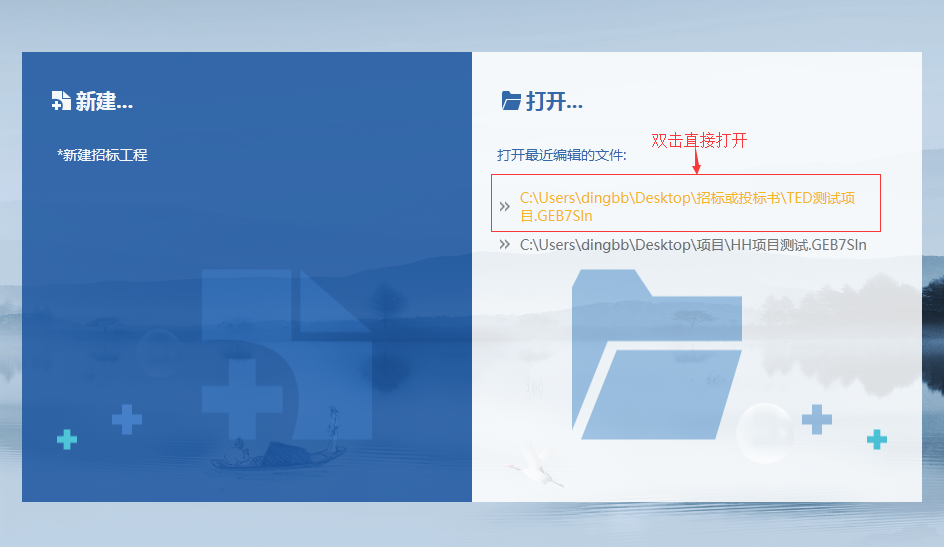 新建...
*新建招标工程
打开...
双击直接打开
打开最近编辑的文件:
C:\Users\dingbb\Desktop\招标或投标书\TED测试项
目.GEB7SIn
C:\Users\dingbb\Desktop\项目\HH项目测试.GEB7SIn